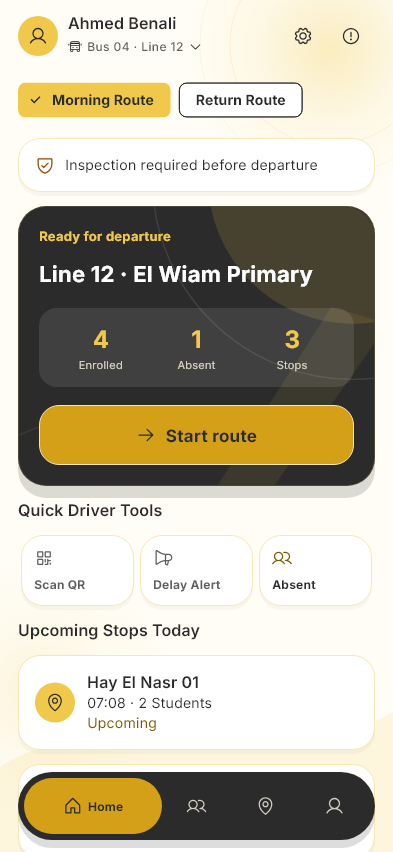 Ahmed Benali
Bus 04 · Line 12
Morning Route
Return Route
Inspection required before departure
Ready for departure
Line 12 · El Wiam Primary
4
1
3
Enrolled
Absent
Stops
Start route
Quick Driver Tools
Scan QR
Delay Alert
Absent
Upcoming Stops Today
Hay El Nasr 01
07:08 · 2 Students
Upcoming
Home